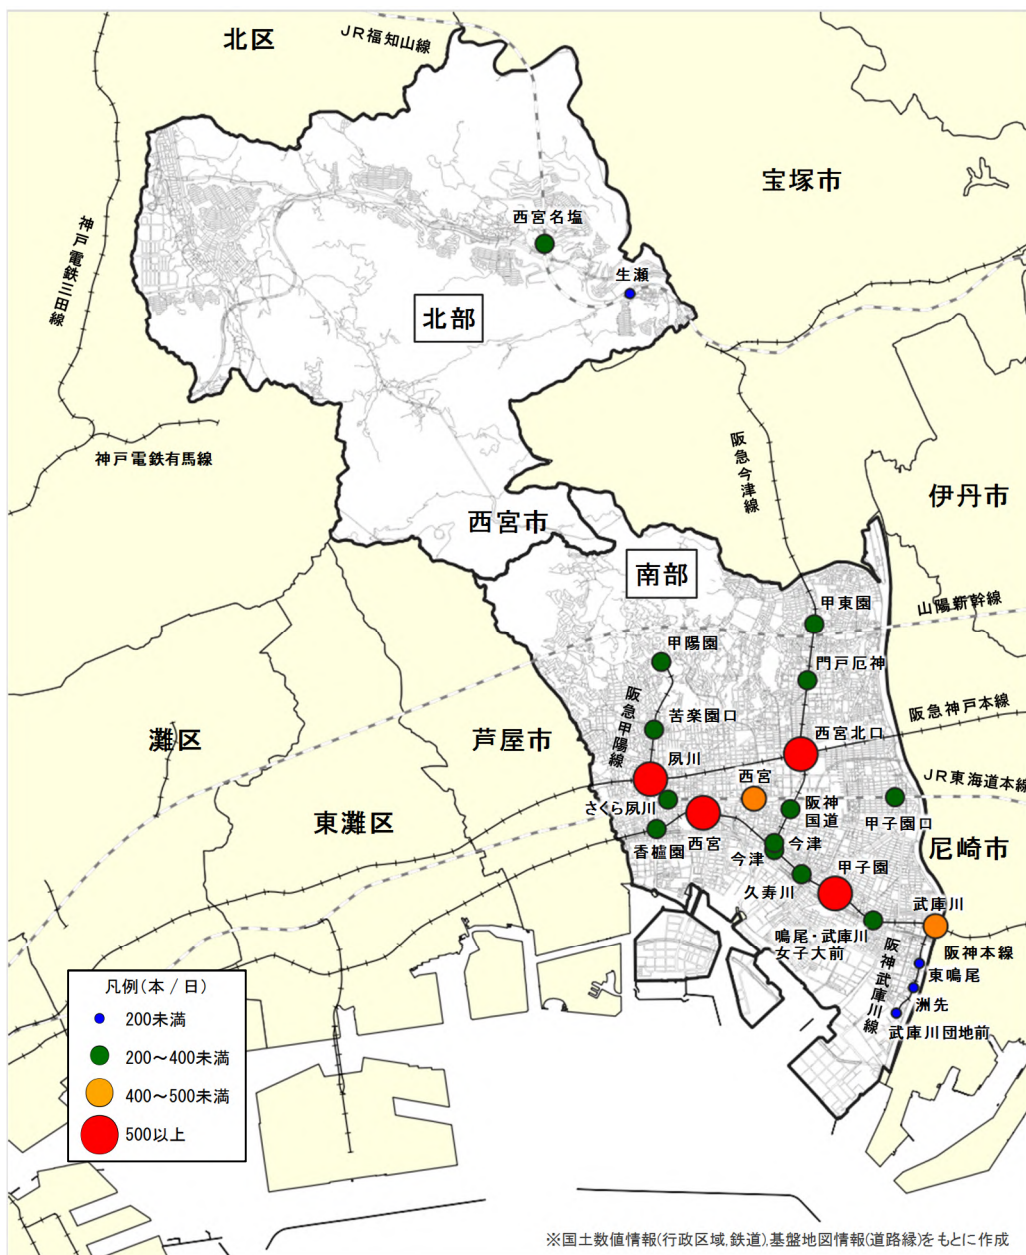 北区
JR福知山線
宝塚市
神戸電鉄三田線
西宮名塩
生瀬
北部
神戸電鉄有馬線
阪急今津線
伊丹市
西宮市
南部
甲東園
山陽新幹線
甲陽園
門戸厄神
阪急甲陽線
苦楽園口
阪急神戸本線
灘区
芦屋市
西宮北口
夙川
西宮
JR東海道本線
さくら夙川
阪神
国道
甲子園口
東灘区
香櫨園
西宮
今津
今津
尼崎市
甲子園
久寿川
武庫川
鳴尾・武庫川
女子大前
阪神本線
阪神武庫川線
東鳴尾
洲先
武庫川団地前
凡例(本/日)
200未満
200～400未満
400～500未満
500以上
※国土数値情報(行政区域,鉄道),基盤地図情報(道路縁)をもとに作成